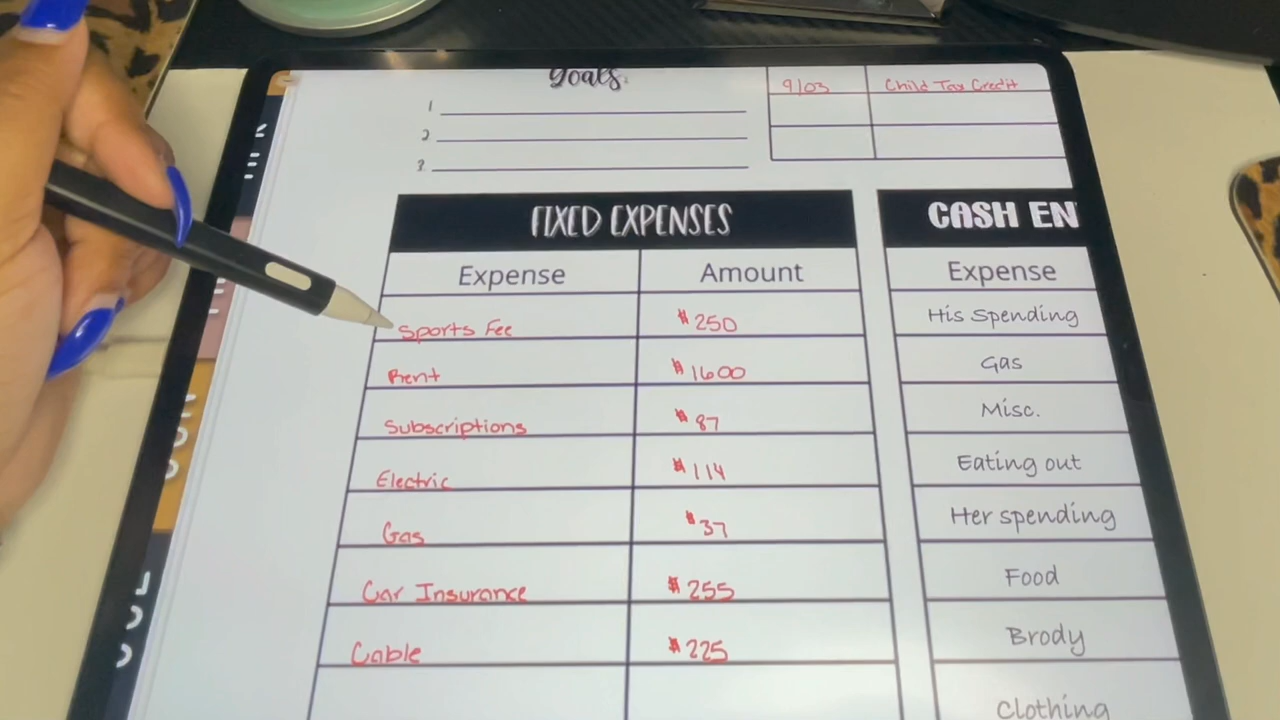 Goals:
1
2
3.
9/03 Child Tax Credit
FIXED EXPENSES
Expense Amount
Sports Fee $250
Rent $1600
Subscriptions $87
Electric $114
Gas $37
Car Insurance $255
Cable $225
CASH EN
Expense
His Spending
Gas
Misc.
Eating out
Her spending
Food
Brody
Clothing